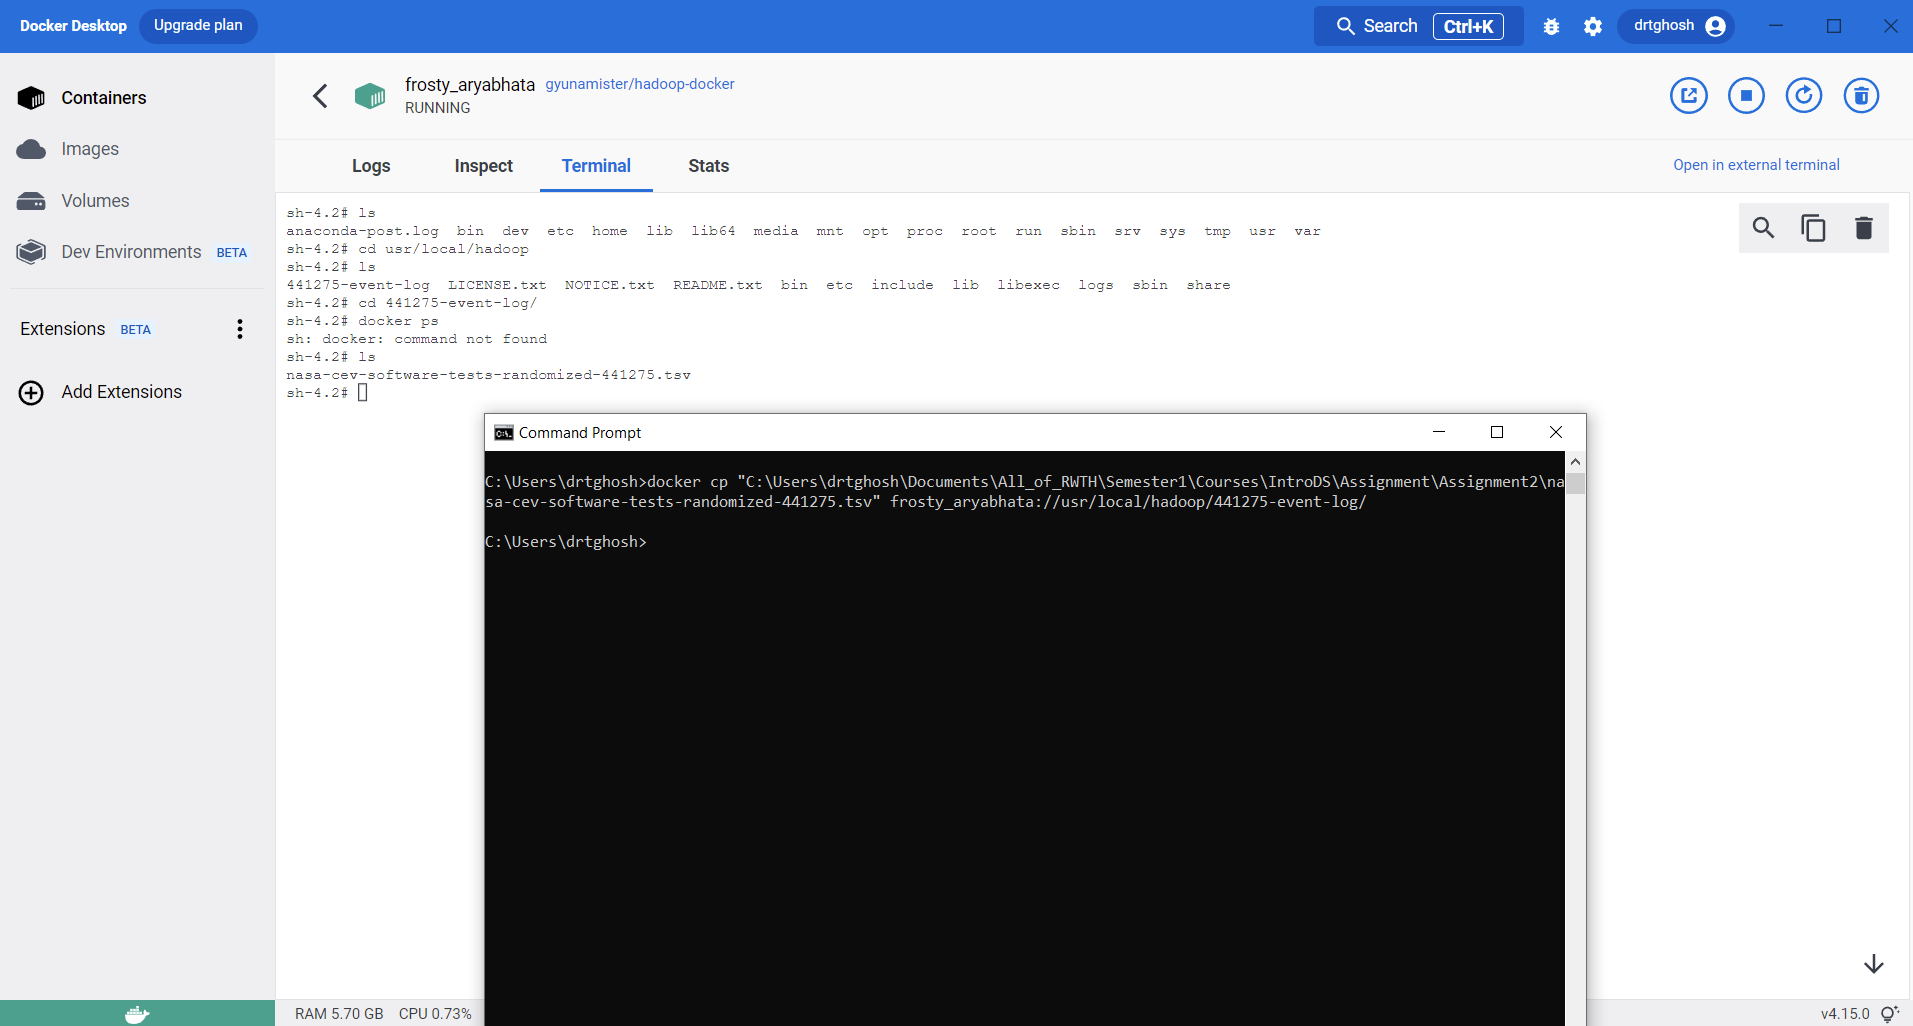 Docker Desktop Upgrade plan Search Ctrl+K drtghosh
Containers
Images
Volumes
Dev Environments BETA
Extensions BETA
Add Extensions
frosty_aryabhata gyunamister/hadoop-docker
RUNNING
Logs Inspect Terminal Stats Open in external terminal
sh-4.2# ls
anaconda-post.log bin dev etc home lib lib64 media mnt opt proc root run sbin srv sys tmp usr var
sh-4.2# cd usr/local/hadoop
sh-4.2# ls
441275-event-log LICENSE.txt NOTICE.txt README.txt bin etc include lib libexec logs sbin share
sh-4.2# cd 441275-event-log/
sh-4.2# docker ps
sh: docker: command not found
sh-4.2# ls
nasa-cev-software-tests-randomized-441275.tsv
sh-4.2#
Command Prompt
C:\Users\drtghosh>docker cp "C:\Users\drtghosh\Documents\All_of_RWTH\Semester1\Courses\IntroDS\Assignment\Assignment2\na
sa-cev-software-tests-randomized-441275.tsv" frosty_aryabhata://usr/local/hadoop/441275-event-log/
C:\Users\drtghosh>
RAM 5.70 GB CPU 0.73% v4.15.0